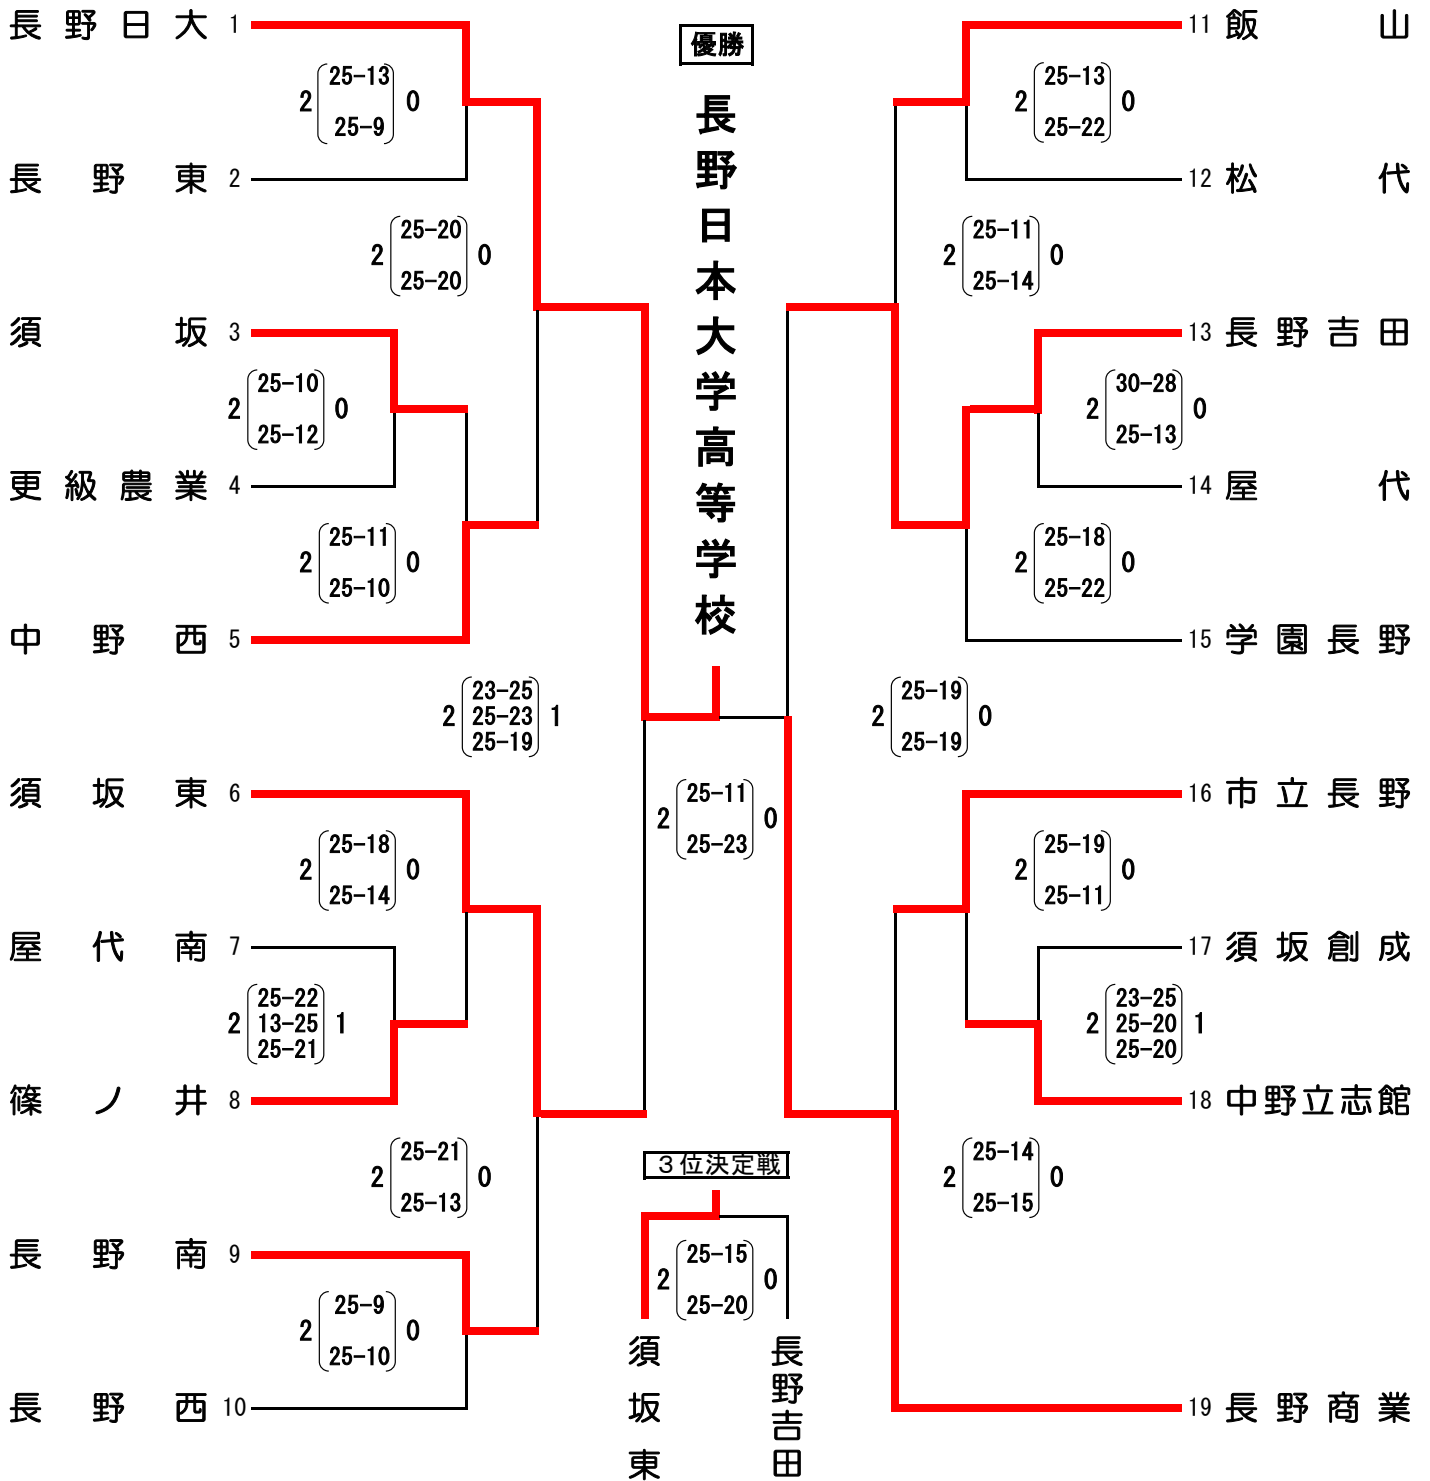 優勝
長野日本大学高等学校
長野日大 1
2 25-13 0
25-9
長野東 2
2 25-20 0
25-20
須坂 3
2 25-10 0
25-12
更級農業 4
2 25-11 0
25-10
中野西 5
23-25
2 25-23 1
25-19
須坂東 6
2 25-18 0
25-14
屋代南 7
25-22
2 13-25 1
25-21
篠ノ井 8
2 25-21 0
25-13
長野南 9
2 25-9 0
25-10
長野西 10
2 25-11 0
25-23
3位決定戦
2 25-15 0
25-20
須坂東
長野吉田
11 飯山
2 25-13 0
25-22
12 松代
2 25-11 0
25-14
13 長野吉田
2 30-28 0
25-13
14 屋代
2 25-18 0
25-22
15 学園長野
2 25-19 0
25-19
16 市立長野
2 25-19 0
25-11
17 須坂創成
23-25
2 25-20 1
25-20
18 中野立志館
2 25-14 0
25-15
19 長野商業